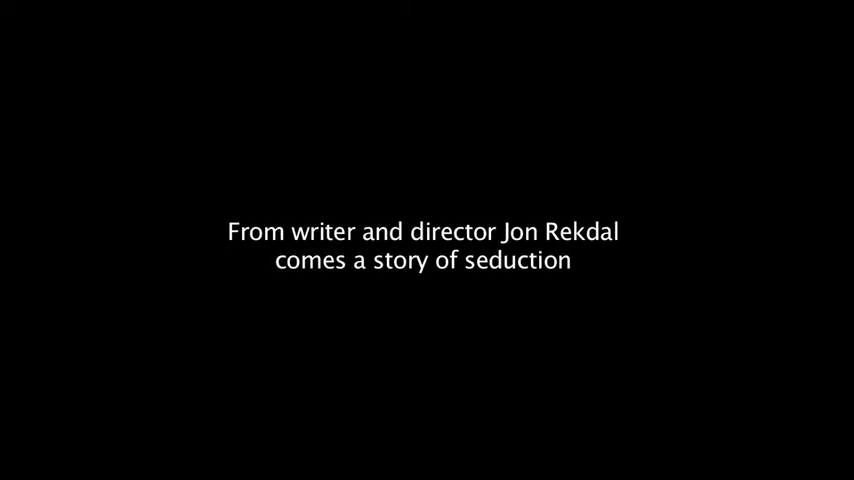 From writer and director Jon Rekdal
comes a story of seduction